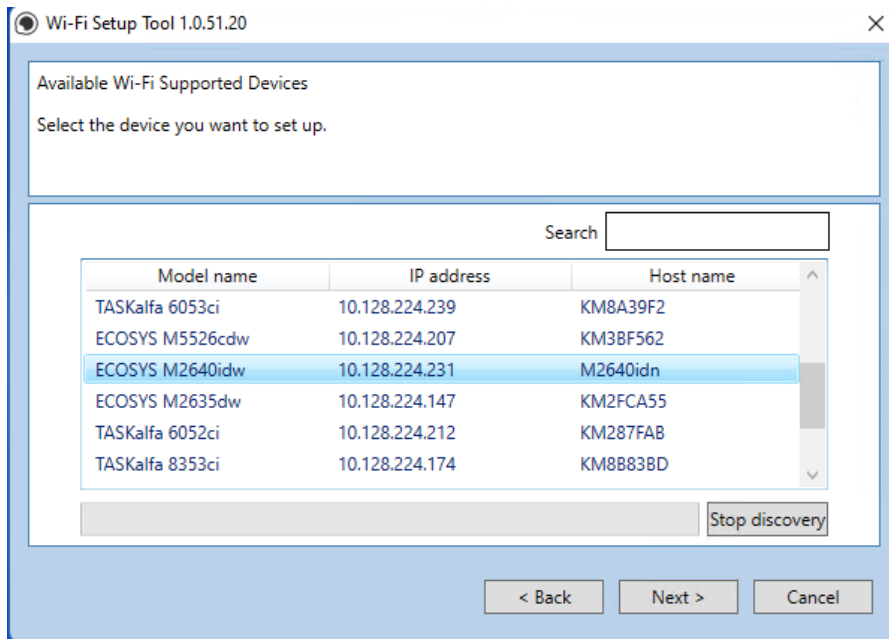 Wi-Fi Setup Tool 1.0.51.20
Available Wi-Fi Supported Devices
Select the device you want to set up.
Search
Model name IP address Host name
TASKalfa 6053ci 10.128.224.239 KM8A39F2
ECOSYS M5526cdw 10.128.224.207 KM3BF562
ECOSYS M2640idw 10.128.224.231 M2640idn
ECOSYS M2635dw 10.128.224.147 KM2FCA55
TASKalfa 6052ci 10.128.224.212 KM287FAB
TASKalfa 8353ci 10.128.224.174 KM8B83BD
Stop discovery
< Back Next > Cancel